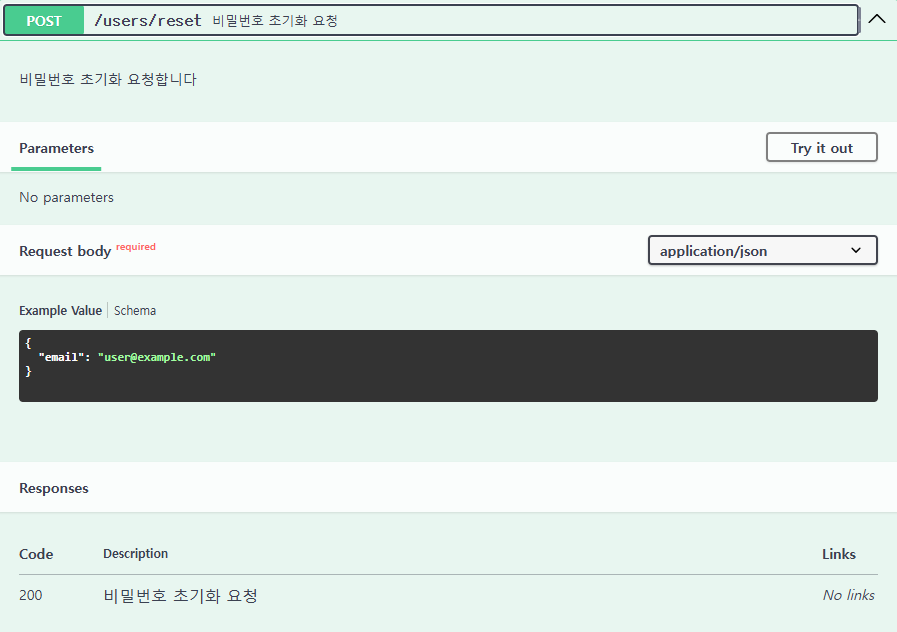 POST /users/reset 비밀번호 초기화 요청
비밀번호 초기화 요청합니다
Parameters Try it out
No parameters
Request body required application/json
Example Value Schema
{
"email": "user@example.com"
}
Responses
Code Description Links
200 비밀번호 초기화 요청 No links